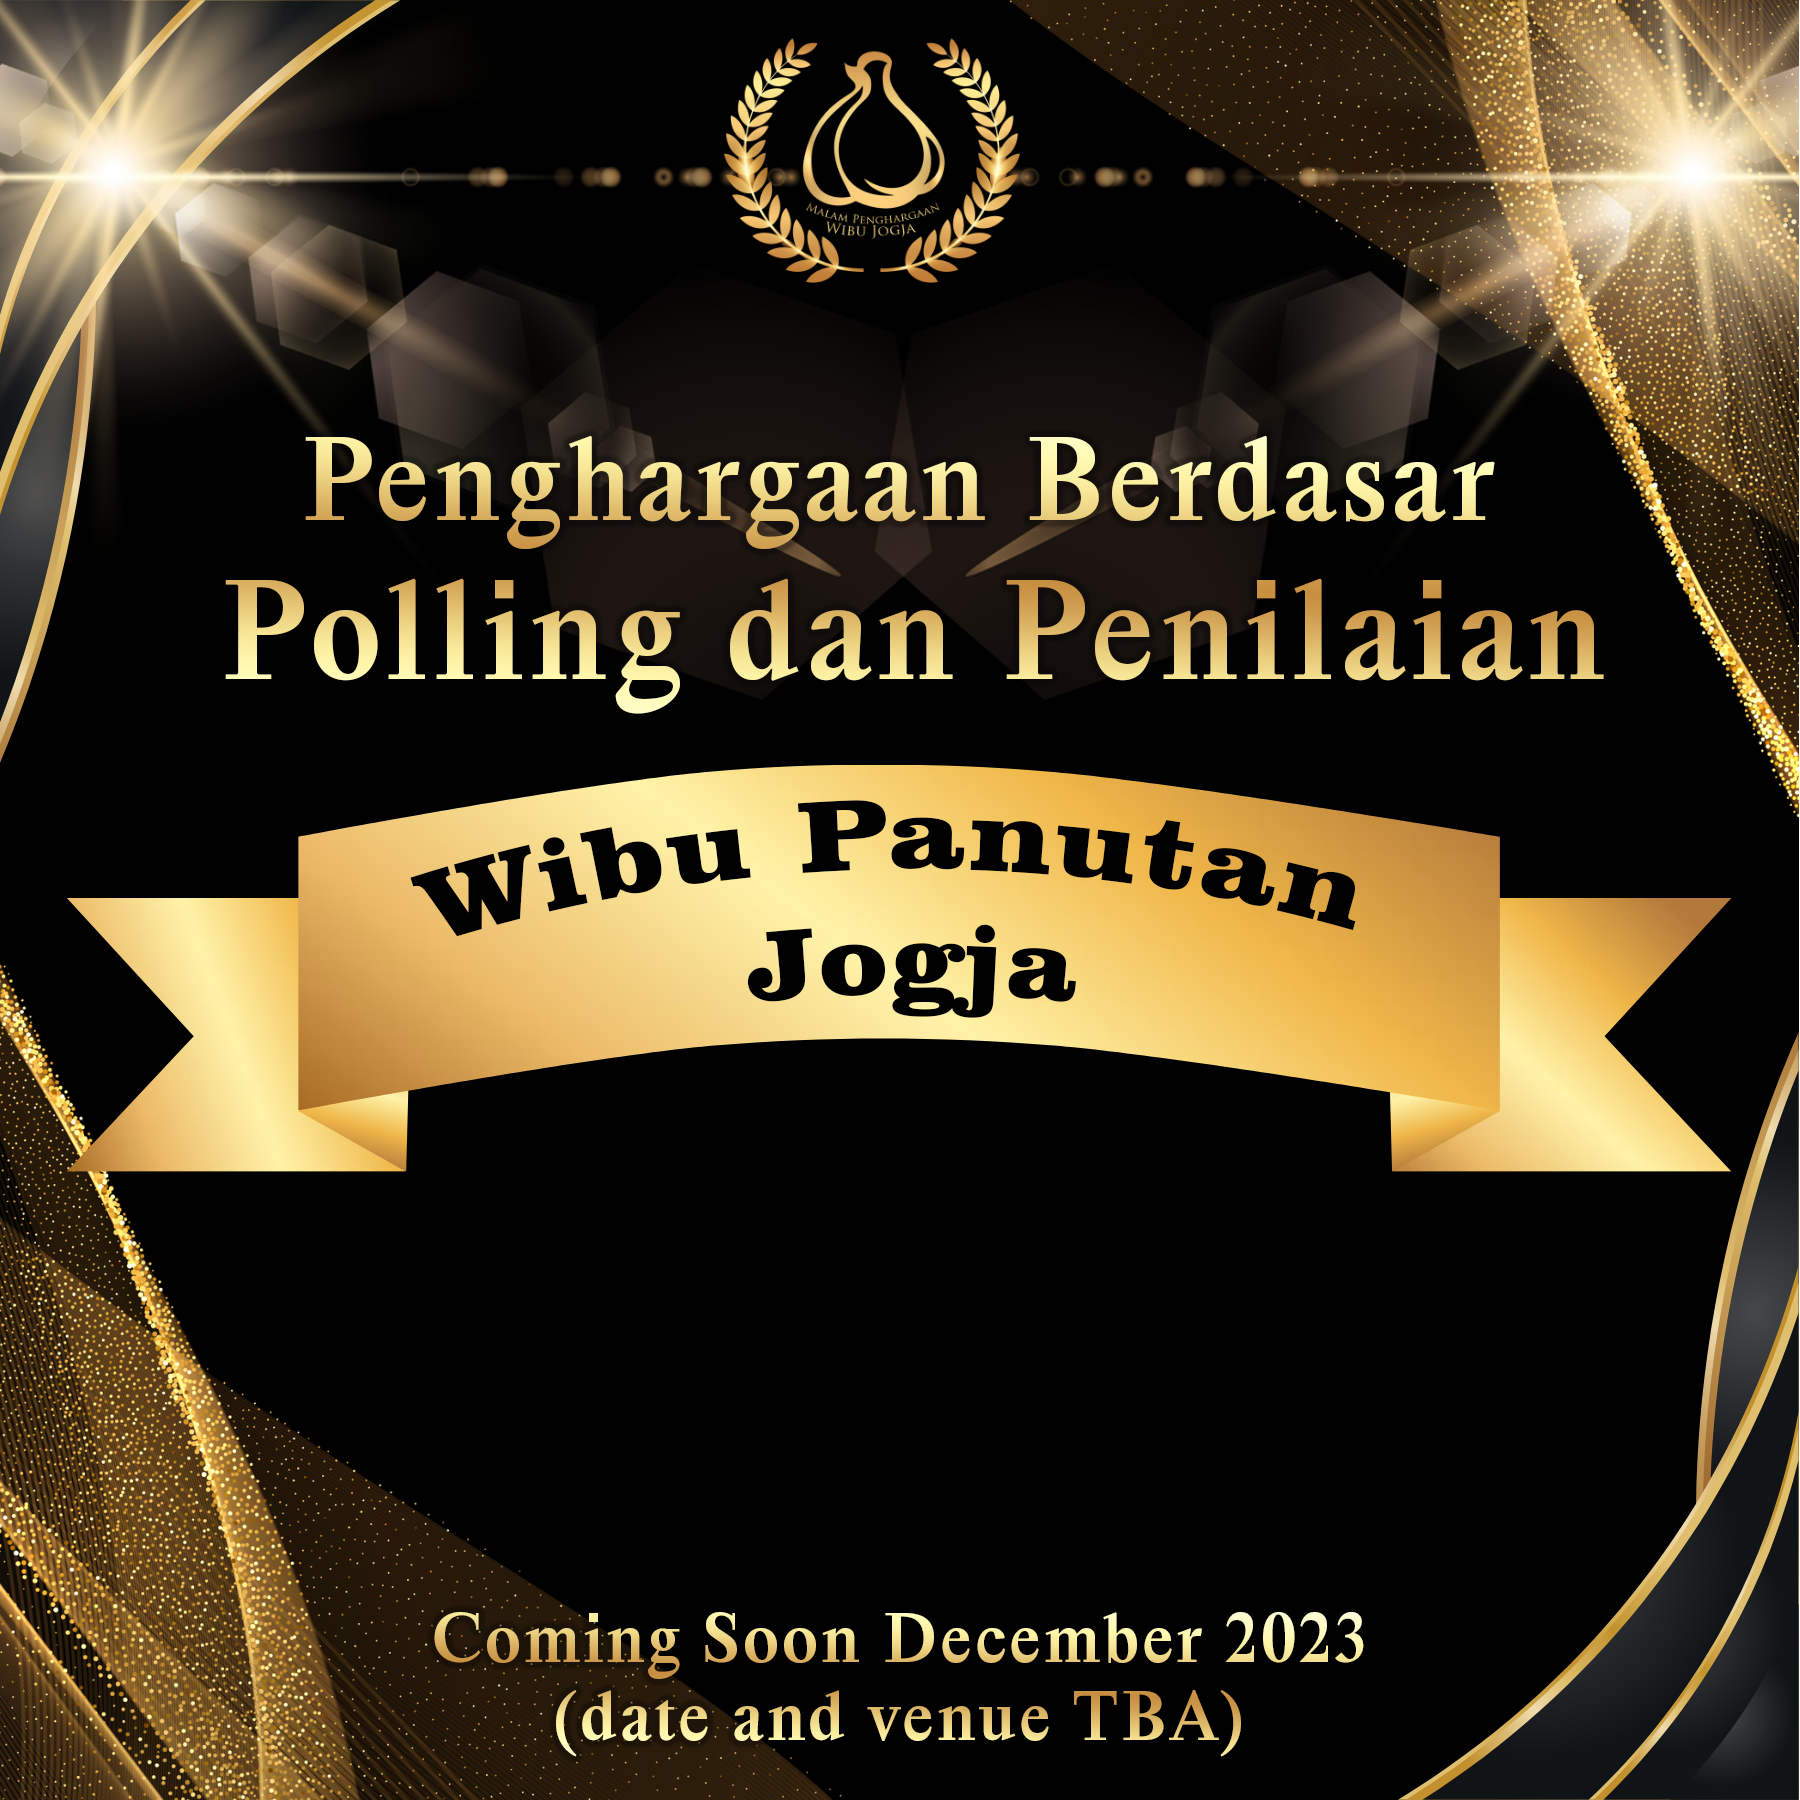 Malam Penghargaan
Wibu Jogja
Penghargaan Berdasar
Polling dan Penilaian
Wibu Panutan
Jogja
Coming Soon December 2023
(date and venue TBA)